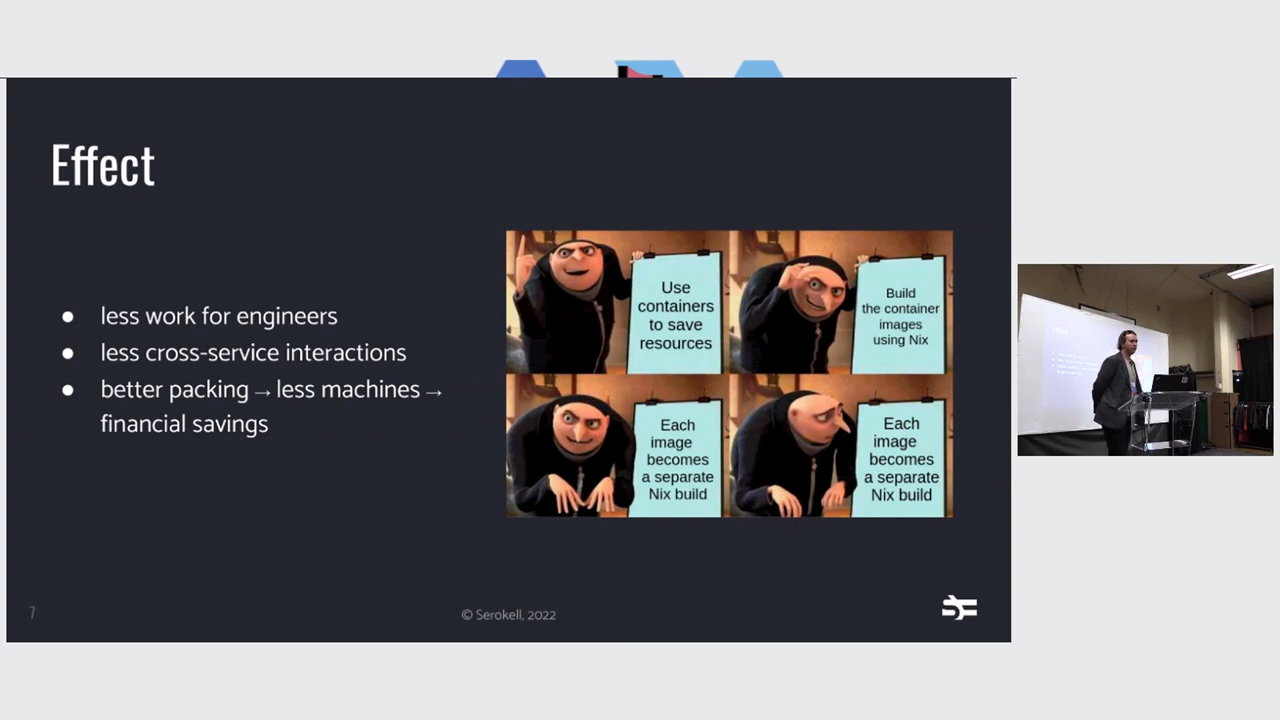 Effect
● less work for engineers
● less cross-service interactions
● better packing → less machines →
financial savings
Use
containers
to save
resources
Build
the container
images
using Nix
Each
image
becomes
a separate
Nix build
Each
image
becomes
a separate
Nix build
7
© Serokell, 2022